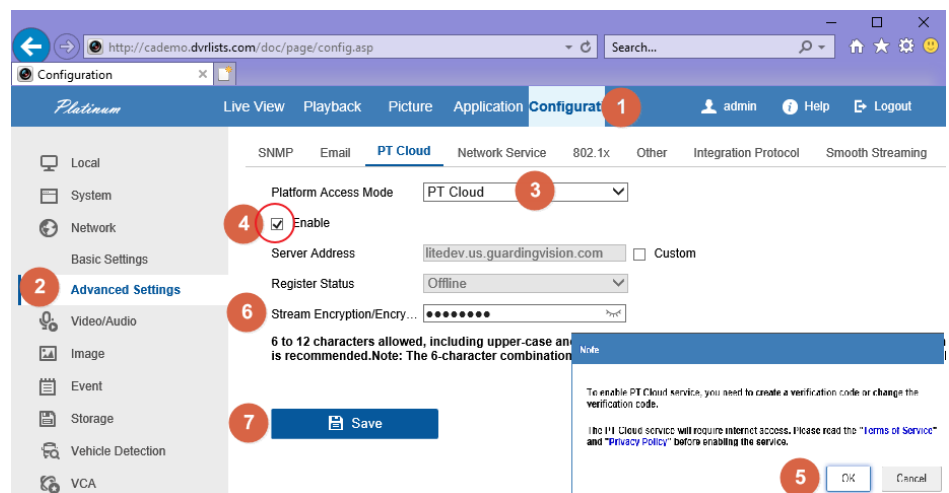 http://cademo.dvrlists.com/doc/page/config.asp
Search...
Configuration
Platinum
Live View Playback Picture Application Configurat 1 admin Help Logout
SNMP Email PT Cloud Network Service 802.1x Other Integration Protocol Smooth Streaming
Local
System
Network
Basic Settings
2 Advanced Settings
Video/Audio
Image
Event
Storage
Vehicle Detection
VCA
Platform Access Mode PT Cloud 3
4 Enable
Server Address litedev.us.guardingvision.com Custom
Register Status Offline
6 Stream Encryption/Encry... ●●●●●●●●
6 to 12 characters allowed, including upper-case an
is recommended.Note: The 6-character combination
7 Save
Note
To enable PT Cloud service, you need to create a verification code or change the
verification code.
The PT Cloud service will require internet access. Please read the "Terms of Service"
and "Privacy Policy" before enabling the service.
5 OK Cancel